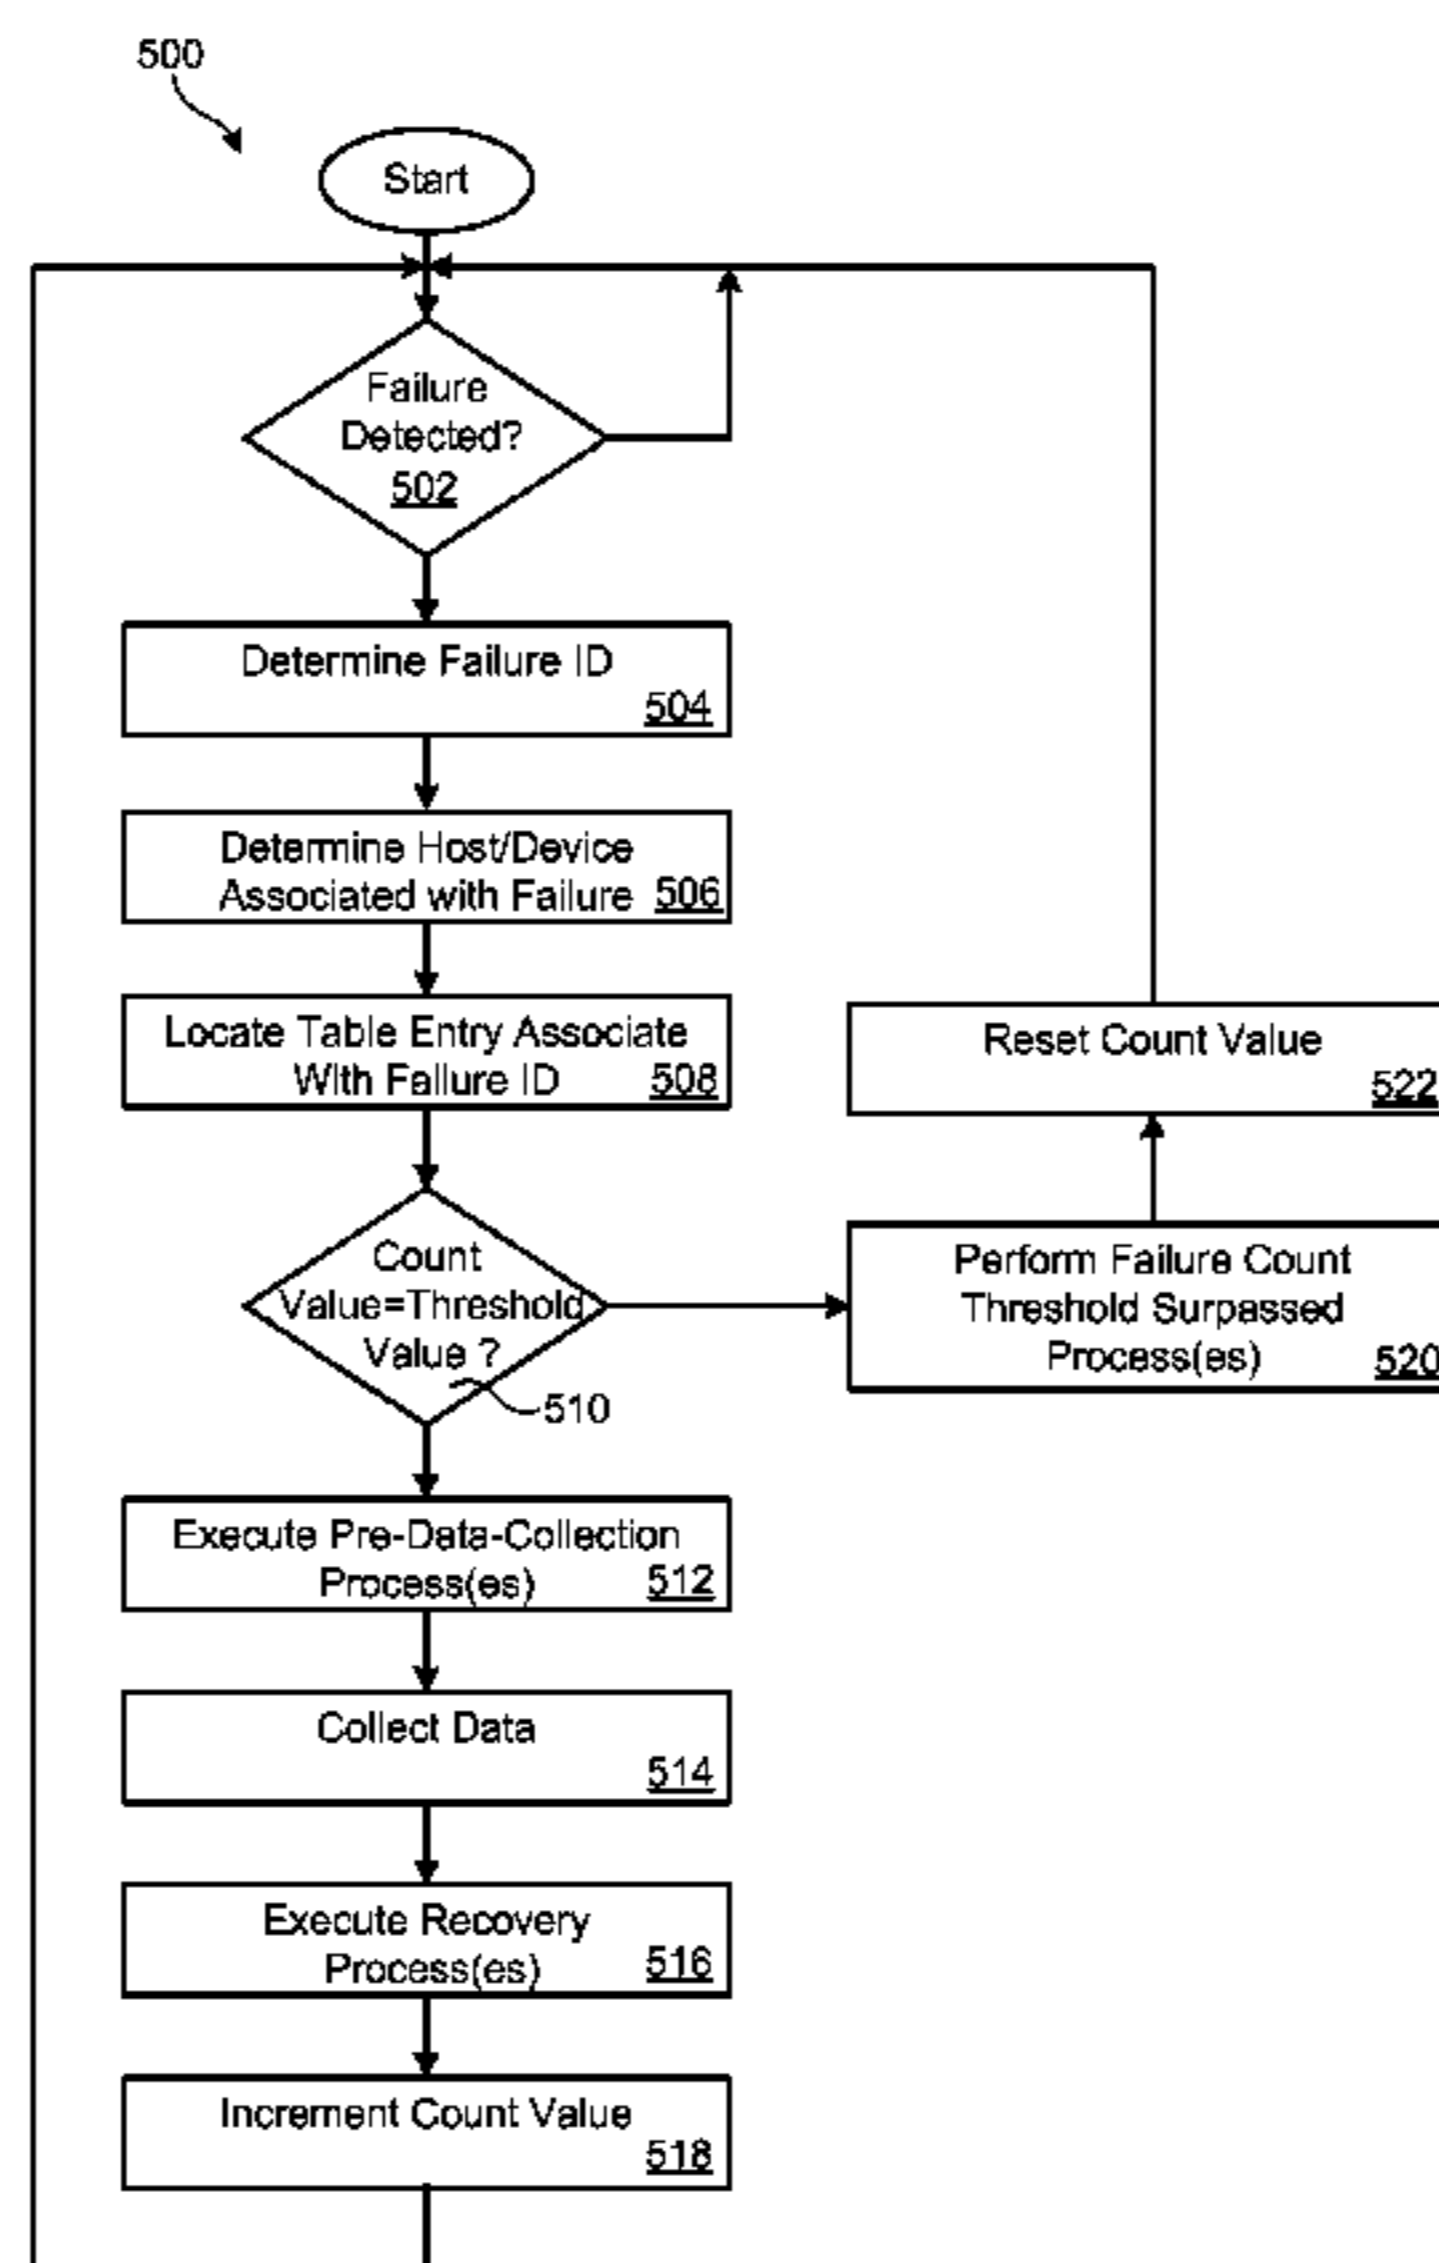 500
Start
Failure
Detected?
502
Determine Failure ID
504
Determine Host/Device
Associated with Failure 506
Locate Table Entry Associate
With Failure ID 508
Count
Value=Threshold
Value ?
510
Execute Pre-Data-Collection
Process(es) 512
Collect Data
514
Execute Recovery
Process(es) 516
Increment Count Value
518
Reset Count Value
522
Perform Failure Count
Threshold Surpassed
Process(es) 520